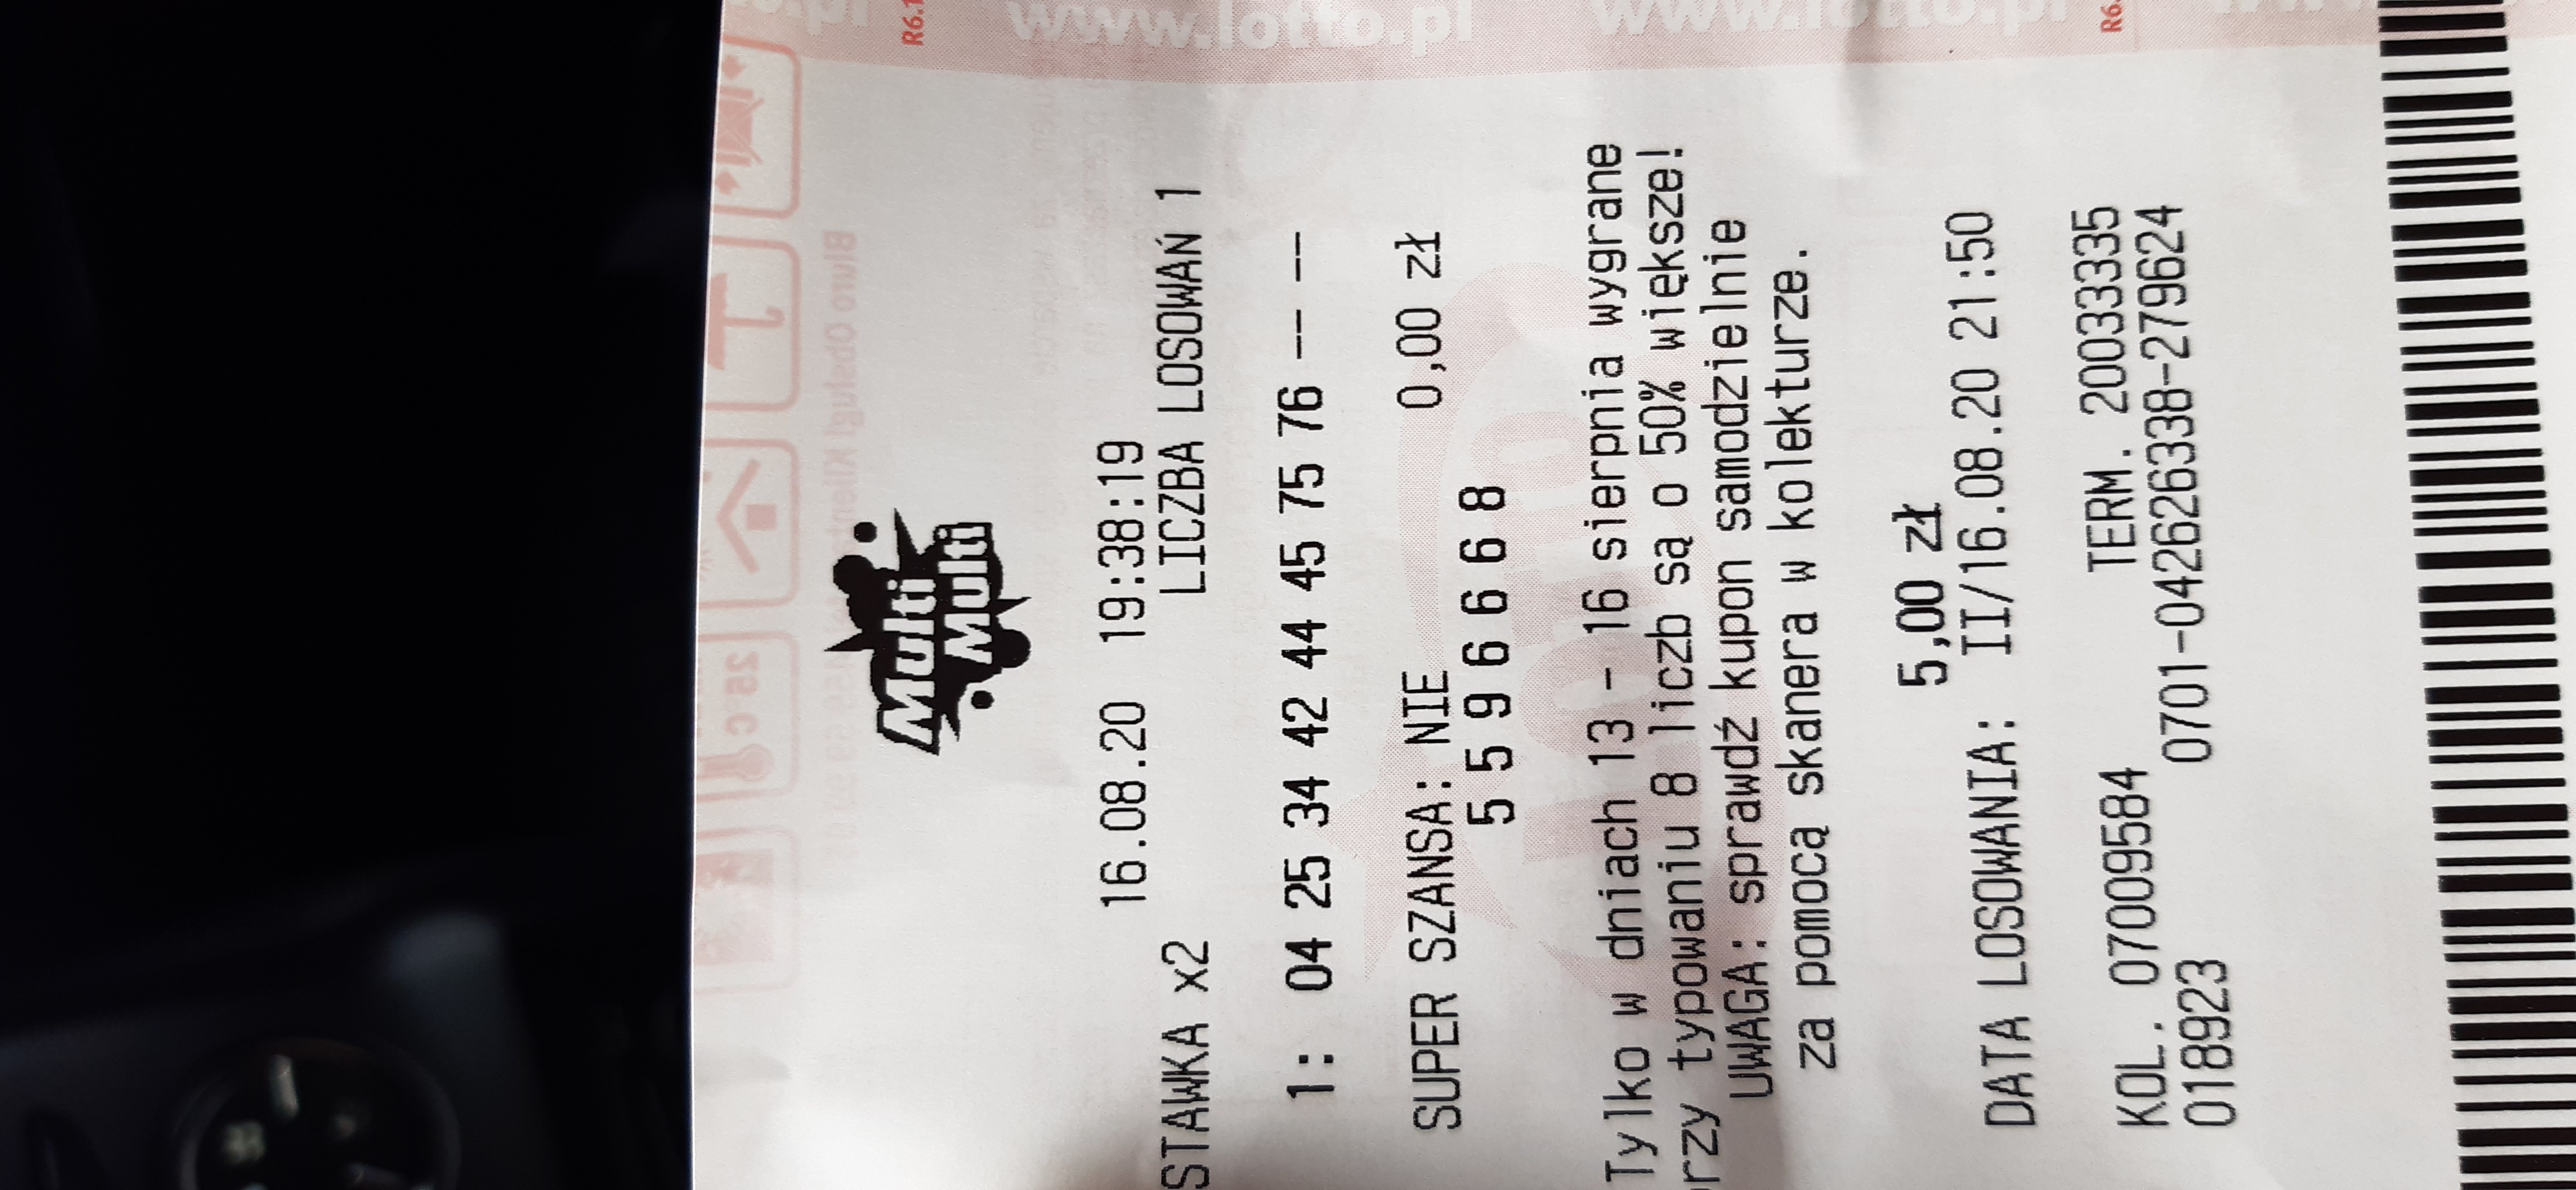 www.lotto.pl www.lotto.pl
Multi
Multi
16.08.20 19:38:19
STAWKA x2 LICZBA LOSOWAŃ 1
1: 04 25 34 42 44 45 75 76 -- --
SUPER SZANSA: NIE 0,00 zł
5 5 9 6 6 6 8
Tylko w dniach 13 - 16 sierpnia wygrane
przy typowaniu 8 liczb są o 50% większe!
UWAGA: sprawdź kupon samodzielnie
za pomocą skanera w kolekturze.
5,00 zł
DATA LOSOWANIA: II/16.08.20 21:50
KOL. 07009584 TERM. 20033335
018923 0701-04262638-279624